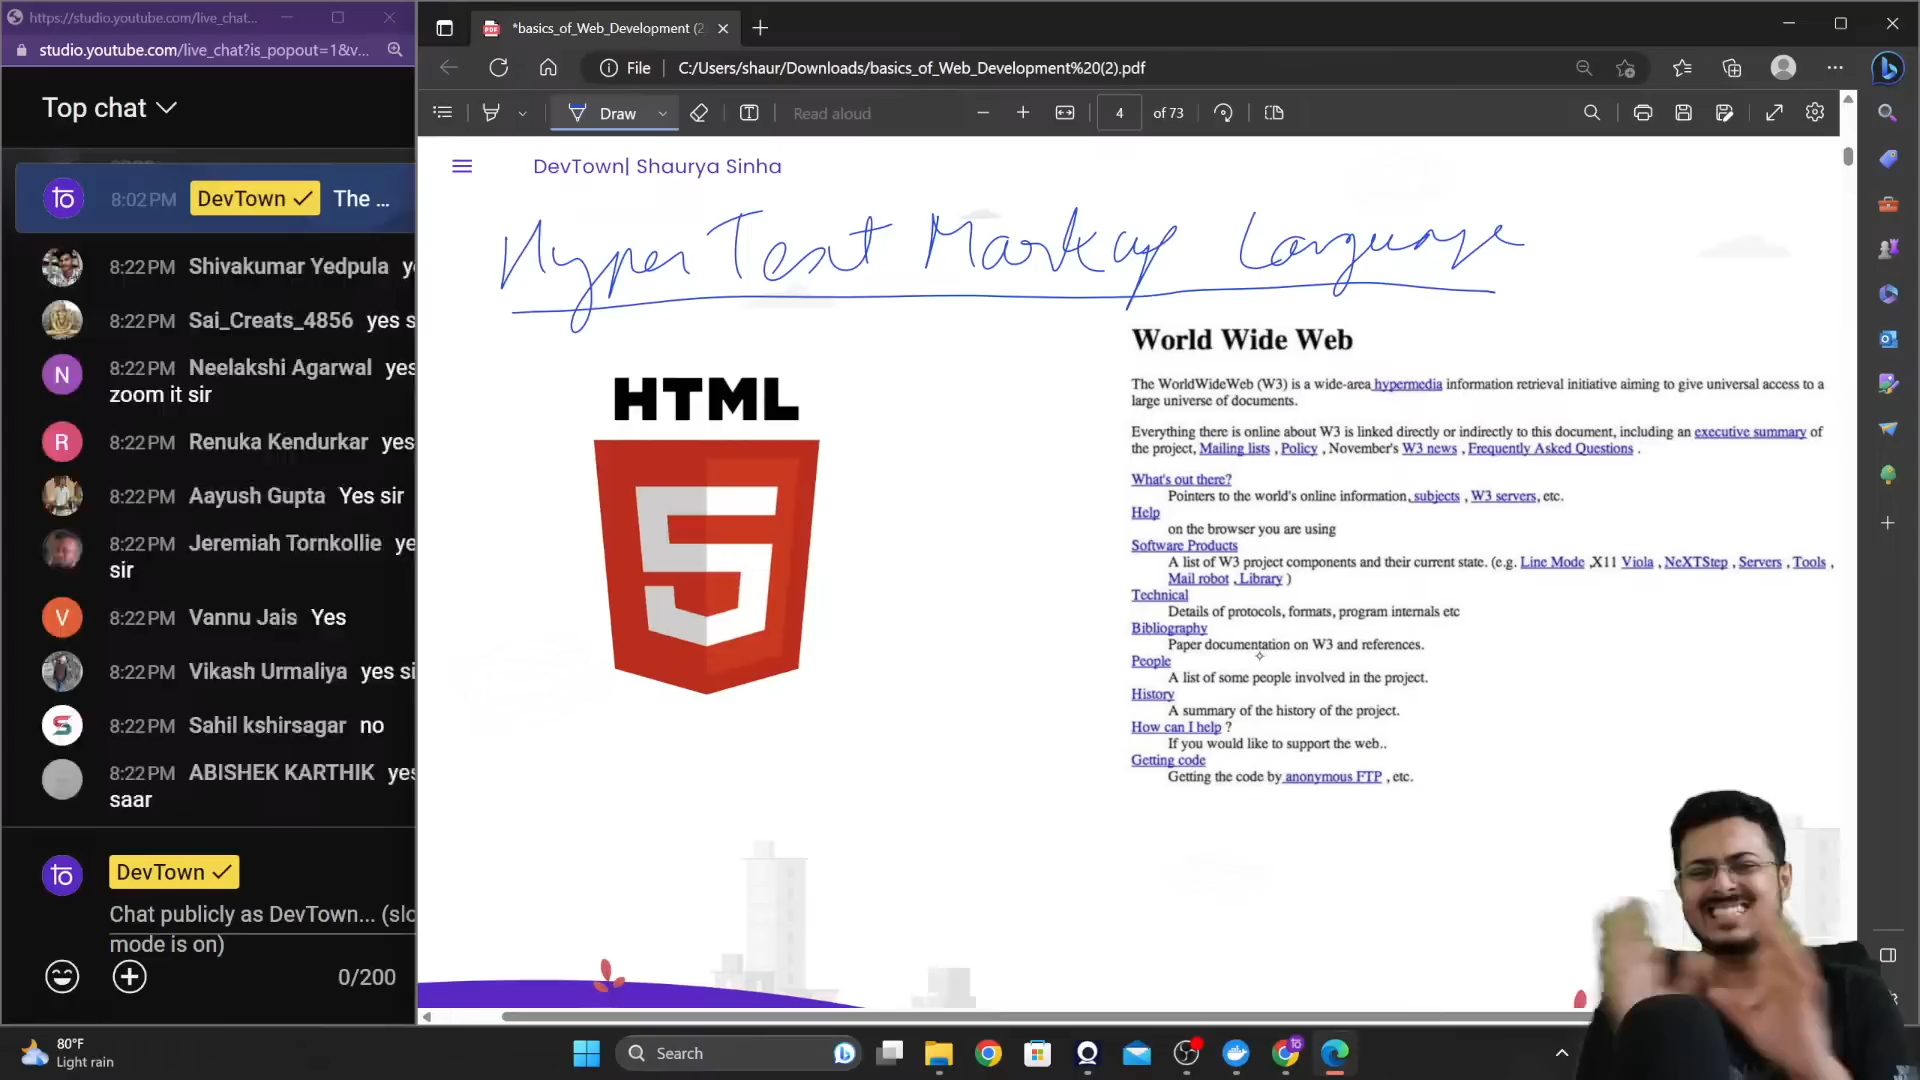 https://studio.youtube.com/live_chat...
studio.youtube.com/live_chat?is_popout=1&v...
Top chat
8:02 PM DevTown The ...
8:22 PM Shivakumar Yedpula
8:22 PM Sai_Creats_4856 yes s
8:22 PM Neelakshi Agarwal yes
zoom it sir
8:22 PM Renuka Kendurkar yes
8:22 PM Aayush Gupta Yes sir
8:22 PM Jeremiah Tornkollie ye
sir
8:22 PM Vannu Jais Yes
8:22 PM Vikash Urmaliya yes si
8:22 PM Sahil kshirsagar no
8:22 PM ABISHEK KARTHIK yes
saar
DevTown
Chat publicly as DevTown... (slo
mode is on)
0/200
*basics_of_Web_Development (2
File C:/Users/shaur/Downloads/basics_of_Web_Development%20(2).pdf
Draw Read aloud 4 of 73
DevTown| Shaurya Sinha
Hyper Text Markup Language
HTML
5
World Wide Web
The WorldWideWeb (W3) is a wide-area hypermedia information retrieval initiative aiming to give universal access to a
large universe of documents.
Everything there is online about W3 is linked directly or indirectly to this document, including an executive summary of
the project, Mailing lists , Policy , November's W3 news , Frequently Asked Questions .
What's out there?
Pointers to the world's online information, subjects , W3 servers, etc.
Help
on the browser you are using
Software Products
A list of W3 project components and their current state. (e.g. Line Mode ,X11 Viola , NeXTStep , Servers , Tools ,
Mail robot , Library )
Technical
Details of protocols, formats, program internals etc
Bibliography
Paper documentation on W3 and references.
People
A list of some people involved in the project.
History
A summary of the history of the project.
How can I help ?
If you would like to support the web..
Getting code
Getting the code by anonymous FTP , etc.
80°F
Light rain
Search